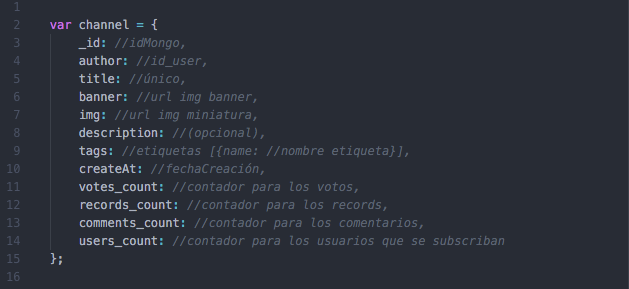 1
2 var channel = {
3 _id: //idMongo,
4 author: //id_user,
5 title: //único,
6 banner: //url img banner,
7 img: //url img miniatura,
8 description: //(opcional),
9 tags: //etiquetas [{name: //nombre etiqueta}],
10 createAt: //fechaCreación,
11 votes_count: //contador para los votos,
12 records_count: //contador para los records,
13 comments_count: //contador para los comentarios,
14 users_count: //contador para los usuarios que se subscriban
15 };
16